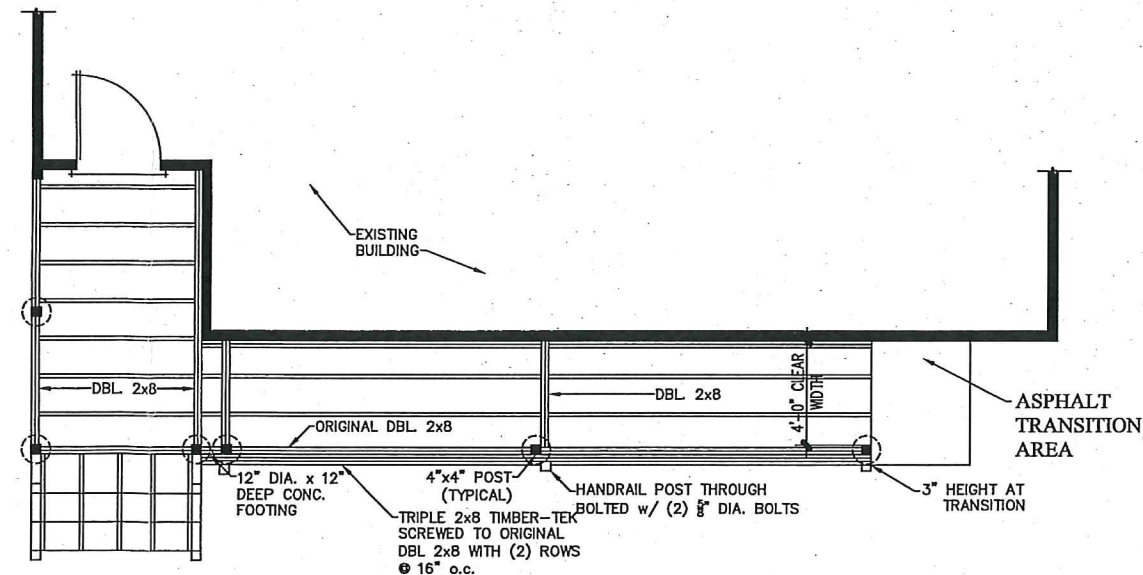 EXISTING
BUILDING
DBL. 2x8
ORIGINAL DBL 2x8
DBL. 2x8
4'-0" CLEAR
WIDTH
ASPHALT
TRANSITION
AREA
12" DIA. x 12"
DEEP CONC.
FOOTING
4"x4" POST
(TYPICAL)
HANDRAIL POST THROUGH
BOLTED w/ (2) ⅝" DIA. BOLTS
3" HEIGHT AT
TRANSITION
TRIPLE 2x8 TIMBER-TEK
SCREWED TO ORIGINAL
DBL 2x8 WITH (2) ROWS
@ 16" o.c.